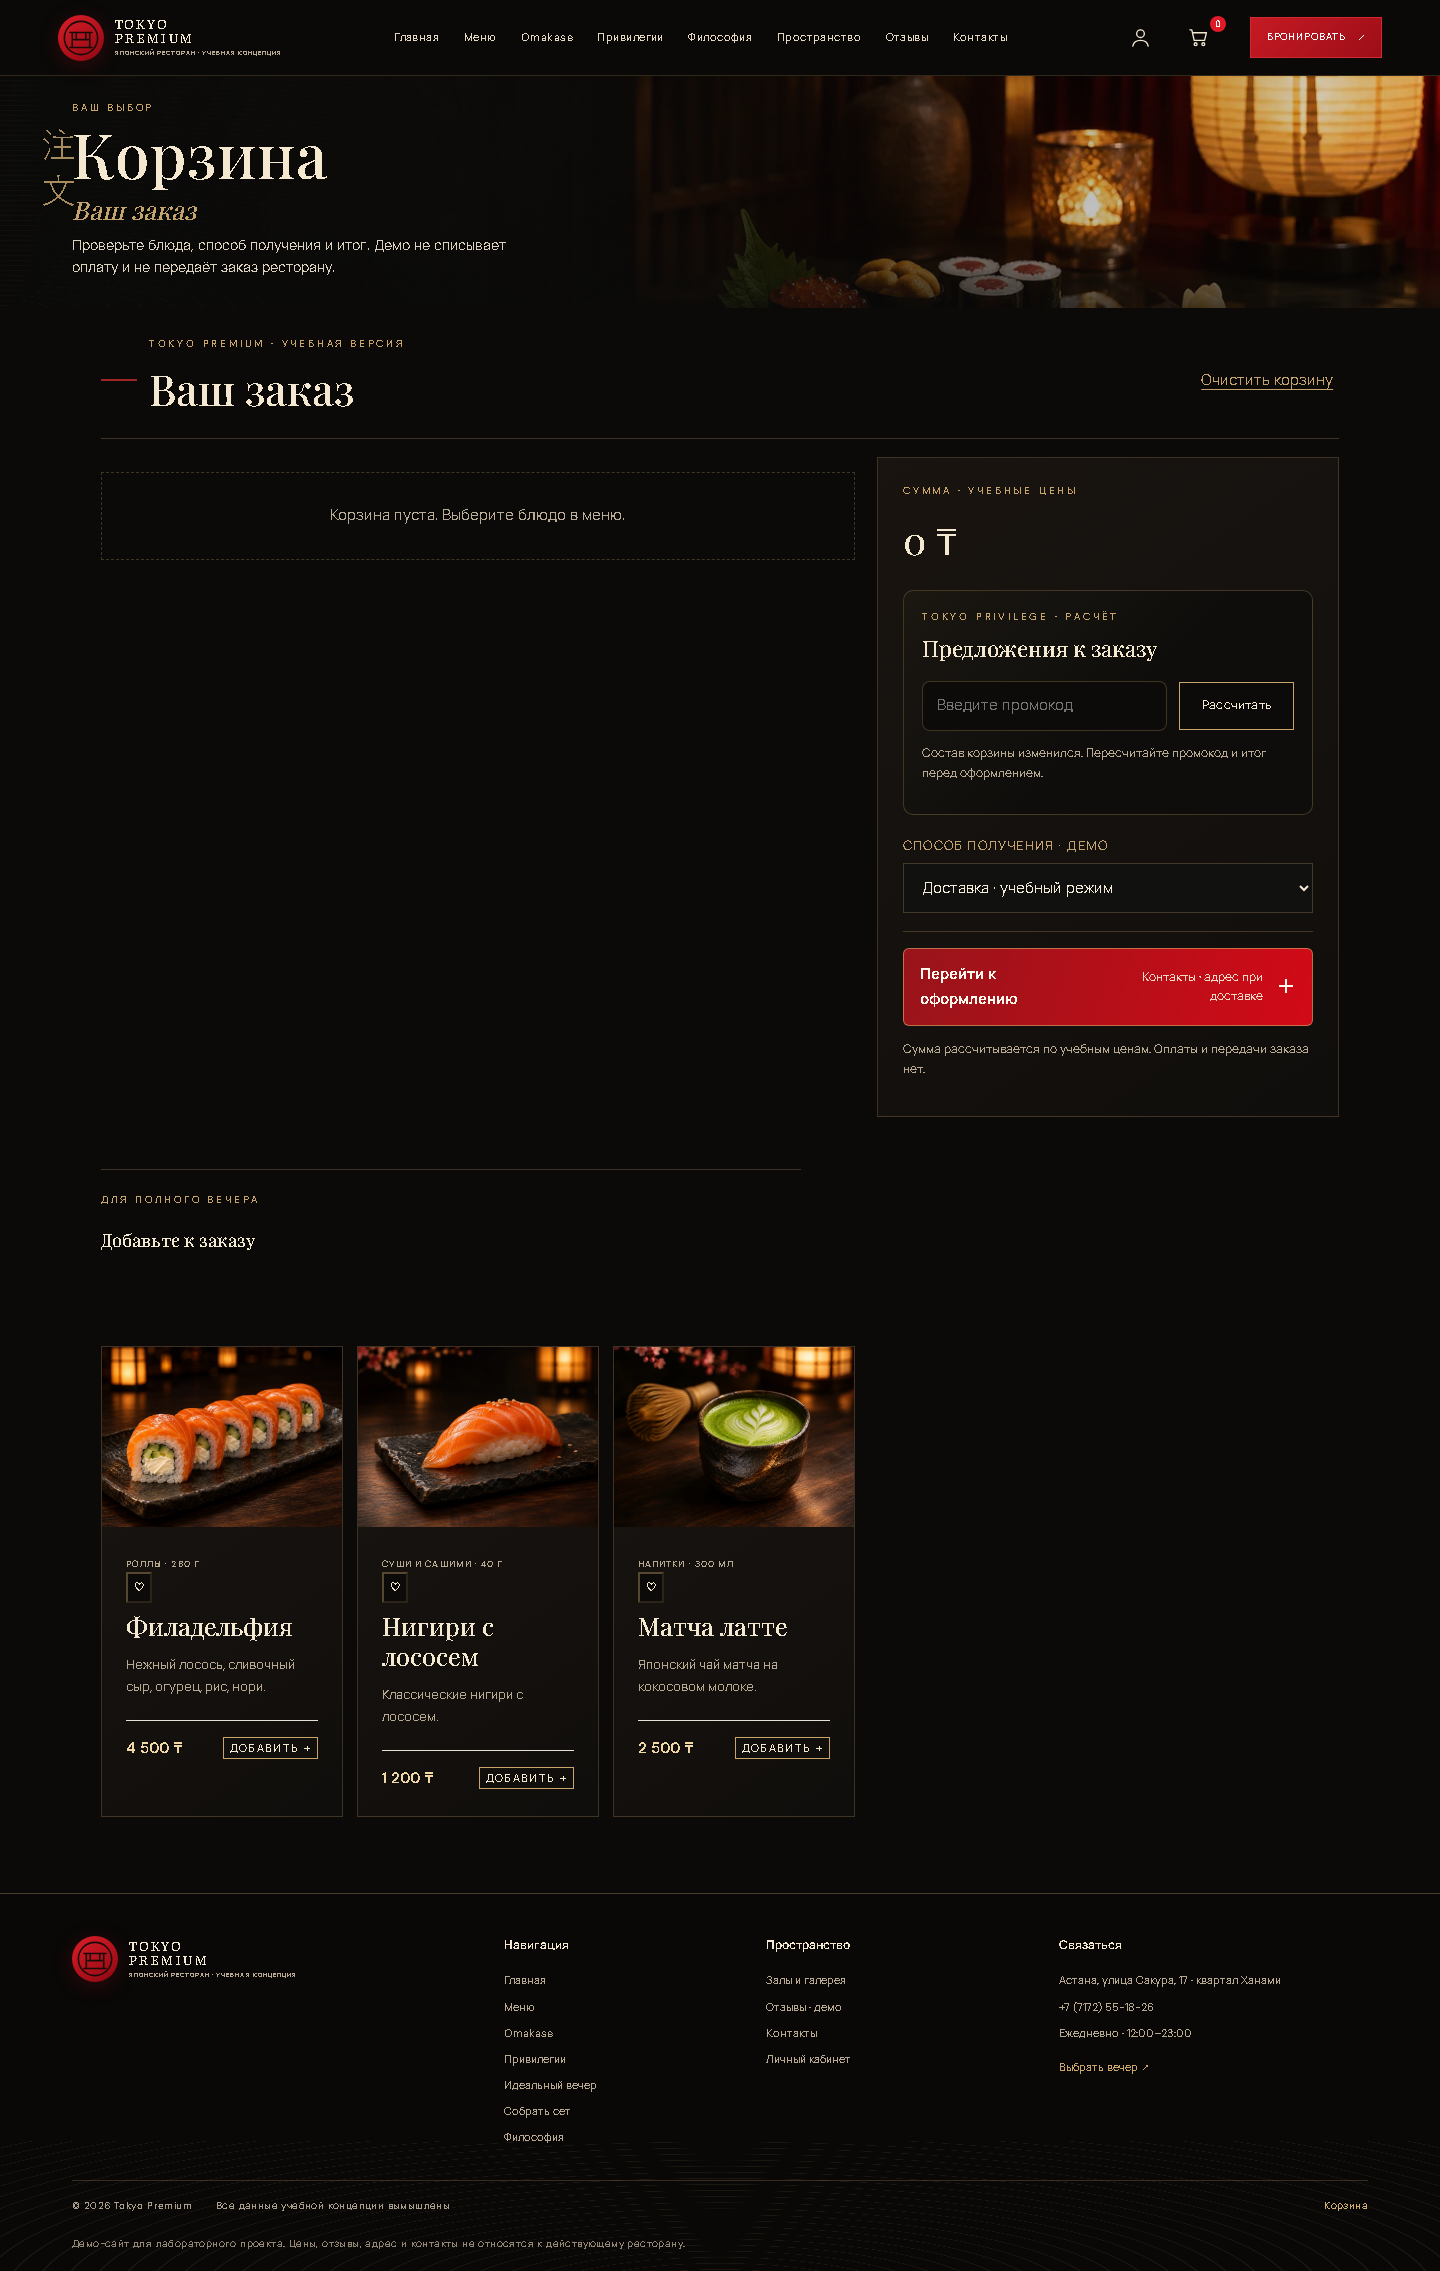 TOKYO
PREMIUM
ЯПОНСКИЙ РЕСТОРАН · УЧЕБНАЯ КОНЦЕПЦИЯ
Главная
Меню
Omakase
Привилегии
Философия
Пространство
Отзывы
Контакты
0
БРОНИРОВАТЬ ↗
ВАШ ВЫБОР
注文
Корзина
Ваш заказ
Проверьте блюда, способ получения и итог. Демо не списывает
оплату и не передаёт заказ ресторану.
TOKYO PREMIUM · УЧЕБНАЯ ВЕРСИЯ
Ваш заказ
Очистить корзину
Корзина пуста. Выберите блюдо в меню.
СУММА · УЧЕБНЫЕ ЦЕНЫ
0 ₸
TOKYO PRIVILEGE · РАСЧЁТ
Предложения к заказу
Введите промокод
Рассчитать
Состав корзины изменился. Пересчитайте промокод и итог
перед оформлением.
СПОСОБ ПОЛУЧЕНИЯ · ДЕМО
Доставка · учебный режим
Перейти к
оформлению
Контакты · адрес при
доставке
+
Сумма рассчитывается по учебным ценам. Оплаты и передачи заказа
нет.
ДЛЯ ПОЛНОГО ВЕЧЕРА
Добавьте к заказу
РОЛЛЫ · 280 Г
♡
Филадельфия
Нежный лосось, сливочный
сыр, огурец, рис, нори.
4 500 ₸
ДОБАВИТЬ +
СУШИ И САШИМИ · 40 Г
♡
Нигири с
лососем
Классические нигири с
лососем.
1 200 ₸
ДОБАВИТЬ +
НАПИТКИ · 300 МЛ
♡
Матча латте
Японский чай матча на
кокосовом молоке.
2 500 ₸
ДОБАВИТЬ +
TOKYO
PREMIUM
ЯПОНСКИЙ РЕСТОРАН · УЧЕБНАЯ КОНЦЕПЦИЯ
Навигация
Главная
Меню
Omakase
Привилегии
Идеальный вечер
Собрать сет
Философия
Пространство
Залы и галерея
Отзывы · демо
Контакты
Личный кабинет
Связаться
Астана, улица Сакура, 17 · квартал Ханами
+7 (7172) 55-18-26
Ежедневно · 12:00–23:00
Выбрать вечер ↗
© 2026 Tokyo Premium
Все данные учебной концепции вымышлены
Корзина
Демо-сайт для лабораторного проекта. Цены, отзывы, адрес и контакты не относятся к действующему ресторану.